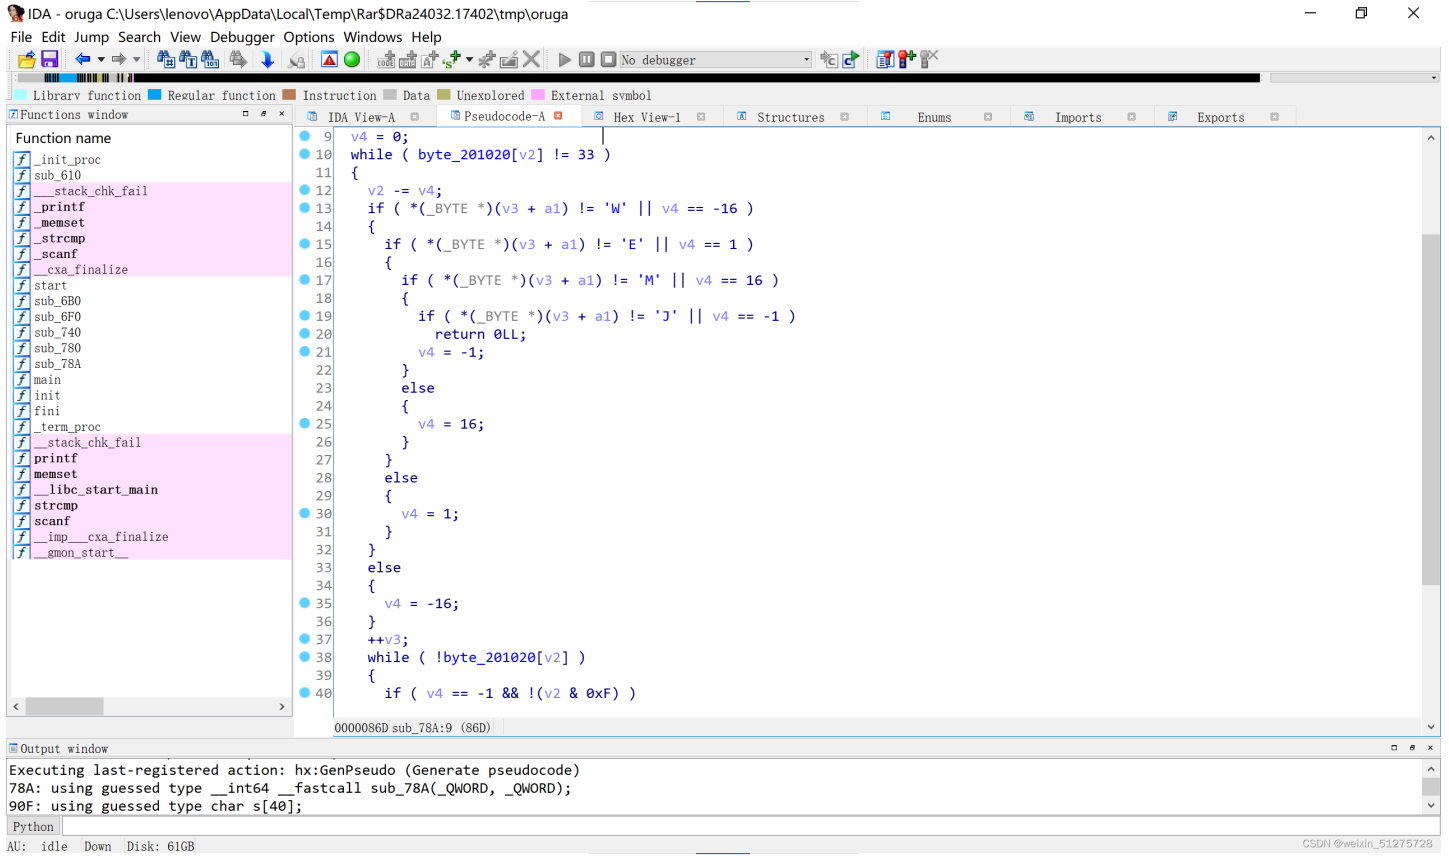 IDA - oruga C:\Users\lenovo\AppData\Local\Temp\Rar$DRa24032.17402\tmp\oruga
File Edit Jump Search View Debugger Options Windows Help
No debugger
Library function Regular function Instruction Data Unexplored External symbol
Functions window
IDA View-A Pseudocode-A Hex View-1 Structures Enums Imports Exports
Function name
f _init_proc
f sub_610
f ___stack_chk_fail
f _printf
f _memset
f _strcmp
f _scanf
f __cxa_finalize
f start
f sub_6B0
f sub_6F0
f sub_740
f sub_780
f sub_78A
f main
f init
f fini
f _term_proc
f __stack_chk_fail
f printf
f memset
f __libc_start_main
f strcmp
f scanf
f __imp___cxa_finalize
f __gmon_start__
9 v4 = 0;
10 while ( byte_201020[v2] != 33 )
11 {
12 v2 -= v4;
13 if ( *(_BYTE *)(v3 + a1) != 'W' || v4 == -16 )
14 {
15 if ( *(_BYTE *)(v3 + a1) != 'E' || v4 == 1 )
16 {
17 if ( *(_BYTE *)(v3 + a1) != 'M' || v4 == 16 )
18 {
19 if ( *(_BYTE *)(v3 + a1) != 'J' || v4 == -1 )
20 return 0LL;
21 v4 = -1;
22 }
23 else
24 {
25 v4 = 16;
26 }
27 }
28 else
29 {
30 v4 = 1;
31 }
32 }
33 else
34 {
35 v4 = -16;
36 }
37 ++v3;
38 while ( !byte_201020[v2] )
39 {
40 if ( v4 == -1 && !(v2 & 0xF) )
0000086D sub_78A:9 (86D)
Output window
Executing last-registered action: hx:GenPseudo (Generate pseudocode)
78A: using guessed type __int64 __fastcall sub_78A(_QWORD, _QWORD);
90F: using guessed type char s[40];
Python
AU: idle Down Disk: 61GB
CSDN @weixin_51275728